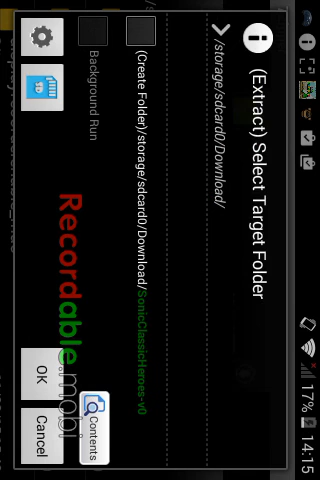 17% 14:15
(Extract) Select Target Folder
/storage/sdcard0/Download/
(Create Folder)/storage/sdcard0/Download/SonicClassicHeroes-v0
Background Run
Contents
Recordable.mobi
OK
Cancel